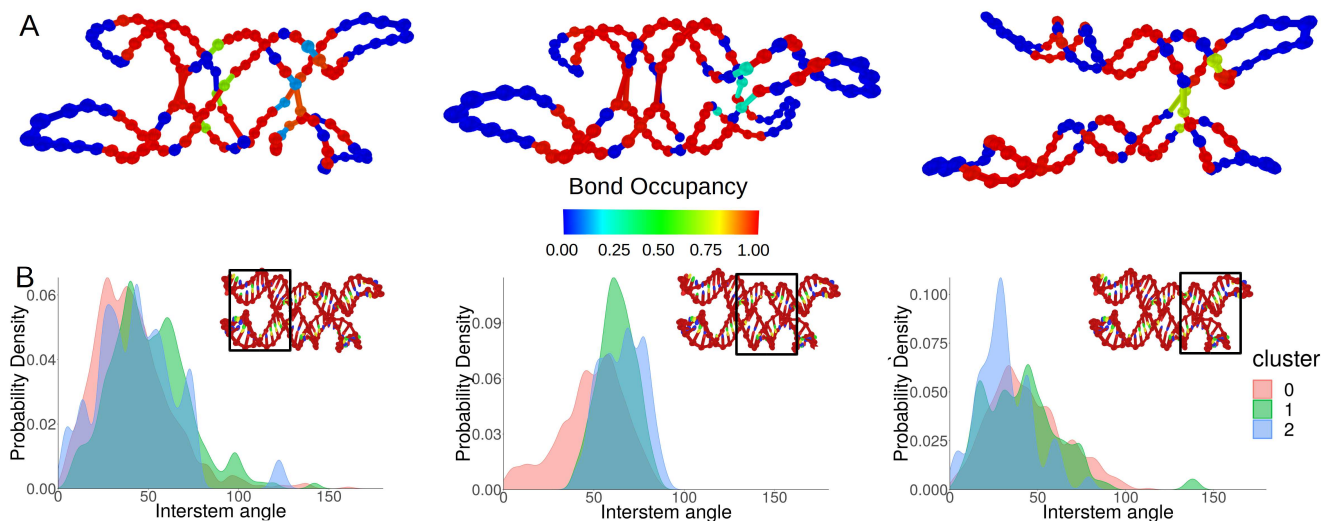 A
Bond Occupancy
0.00 0.25 0.50 0.75 1.00
B
Probability Density
0.06
0.04
0.02
0.00
0 50 100 150
Interstem angle
Probability Density
0.09
0.06
0.03
0.00
0 50 100 150
Interstem angle
Probability Density
0.100
0.075
0.050
0.025
0.000
0 50 100 150
Interstem angle
cluster
0
1
2